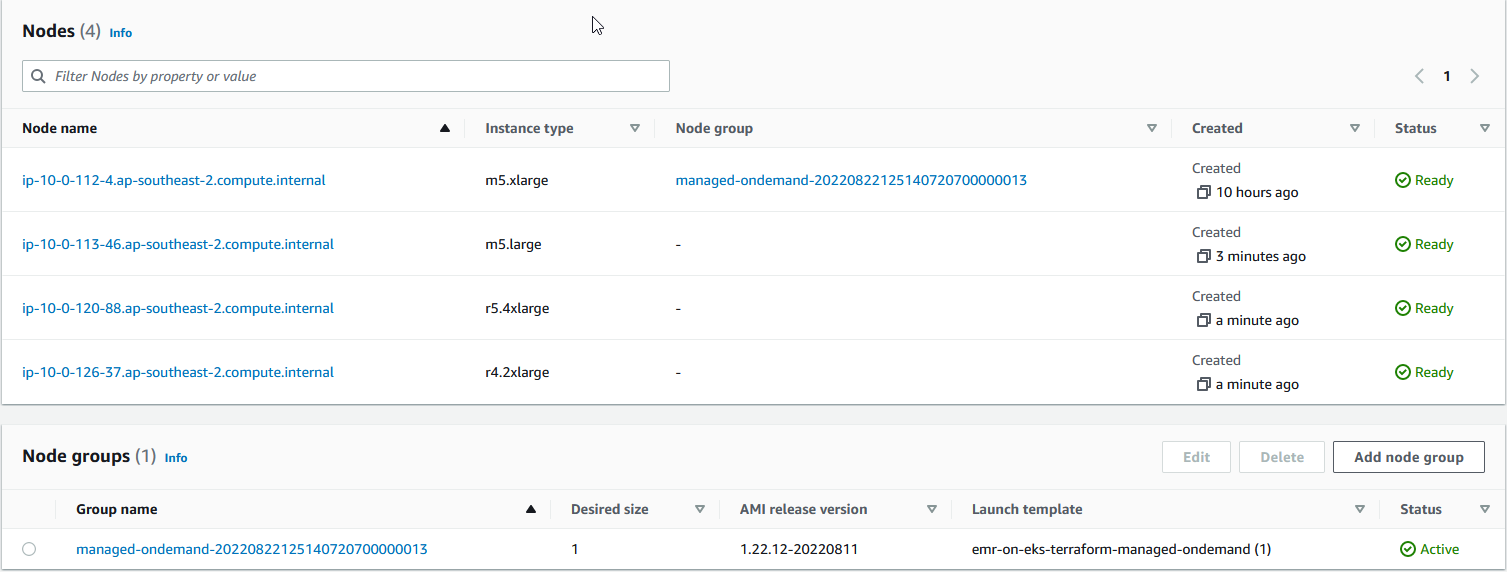 Nodes (4) Info
Filter Nodes by property or value
1
Node name Instance type Node group Created Status
ip-10-0-112-4.ap-southeast-2.compute.internal m5.xlarge managed-ondemand-20220822125140720700000013 Created 10 hours ago Ready
ip-10-0-113-46.ap-southeast-2.compute.internal m5.large - Created 3 minutes ago Ready
ip-10-0-120-88.ap-southeast-2.compute.internal r5.4xlarge - Created a minute ago Ready
ip-10-0-126-37.ap-southeast-2.compute.internal r4.2xlarge - Created a minute ago Ready
Node groups (1) Info Edit Delete Add node group
Group name Desired size AMI release version Launch template Status
managed-ondemand-20220822125140720700000013 1 1.22.12-20220811 emr-on-eks-terraform-managed-ondemand (1) Active